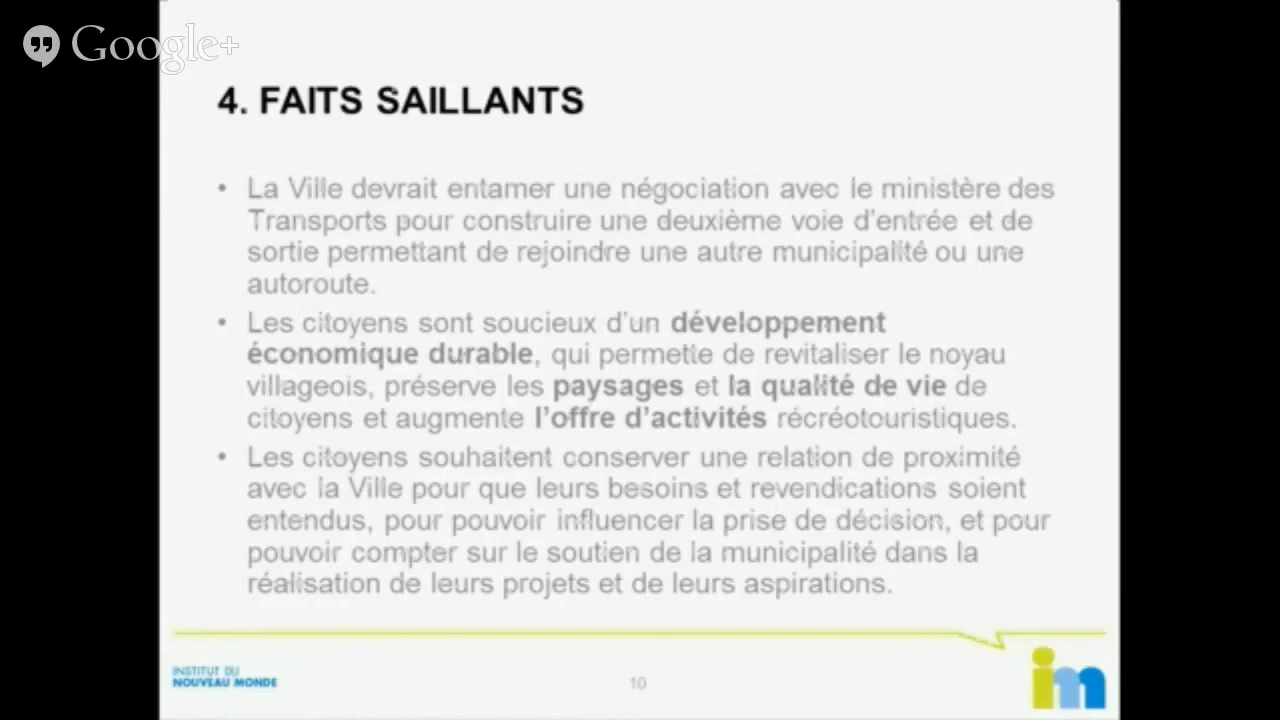 Google+
4. FAITS SAILLANTS
• La Ville devrait entamer une négociation avec le ministère des
Transports pour construire une deuxième voie d'entrée et de
sortie permettant de rejoindre une autre municipalité ou une
autoroute.
• Les citoyens sont soucieux d'un développement
économique durable, qui permette de revitaliser le noyau
villageois, préserve les paysages et la qualité de vie de
citoyens et augmente l'offre d'activités récréotouristiques.
• Les citoyens souhaitent conserver une relation de proximité
avec la Ville pour que leurs besoins et revendications soient
entendus, pour pouvoir influencer la prise de décision, et pour
pouvoir compter sur le soutien de la municipalité dans la
réalisation de leurs projets et de leurs aspirations.
INSTITUT DU
NOUVEAU MONDE
10
inm